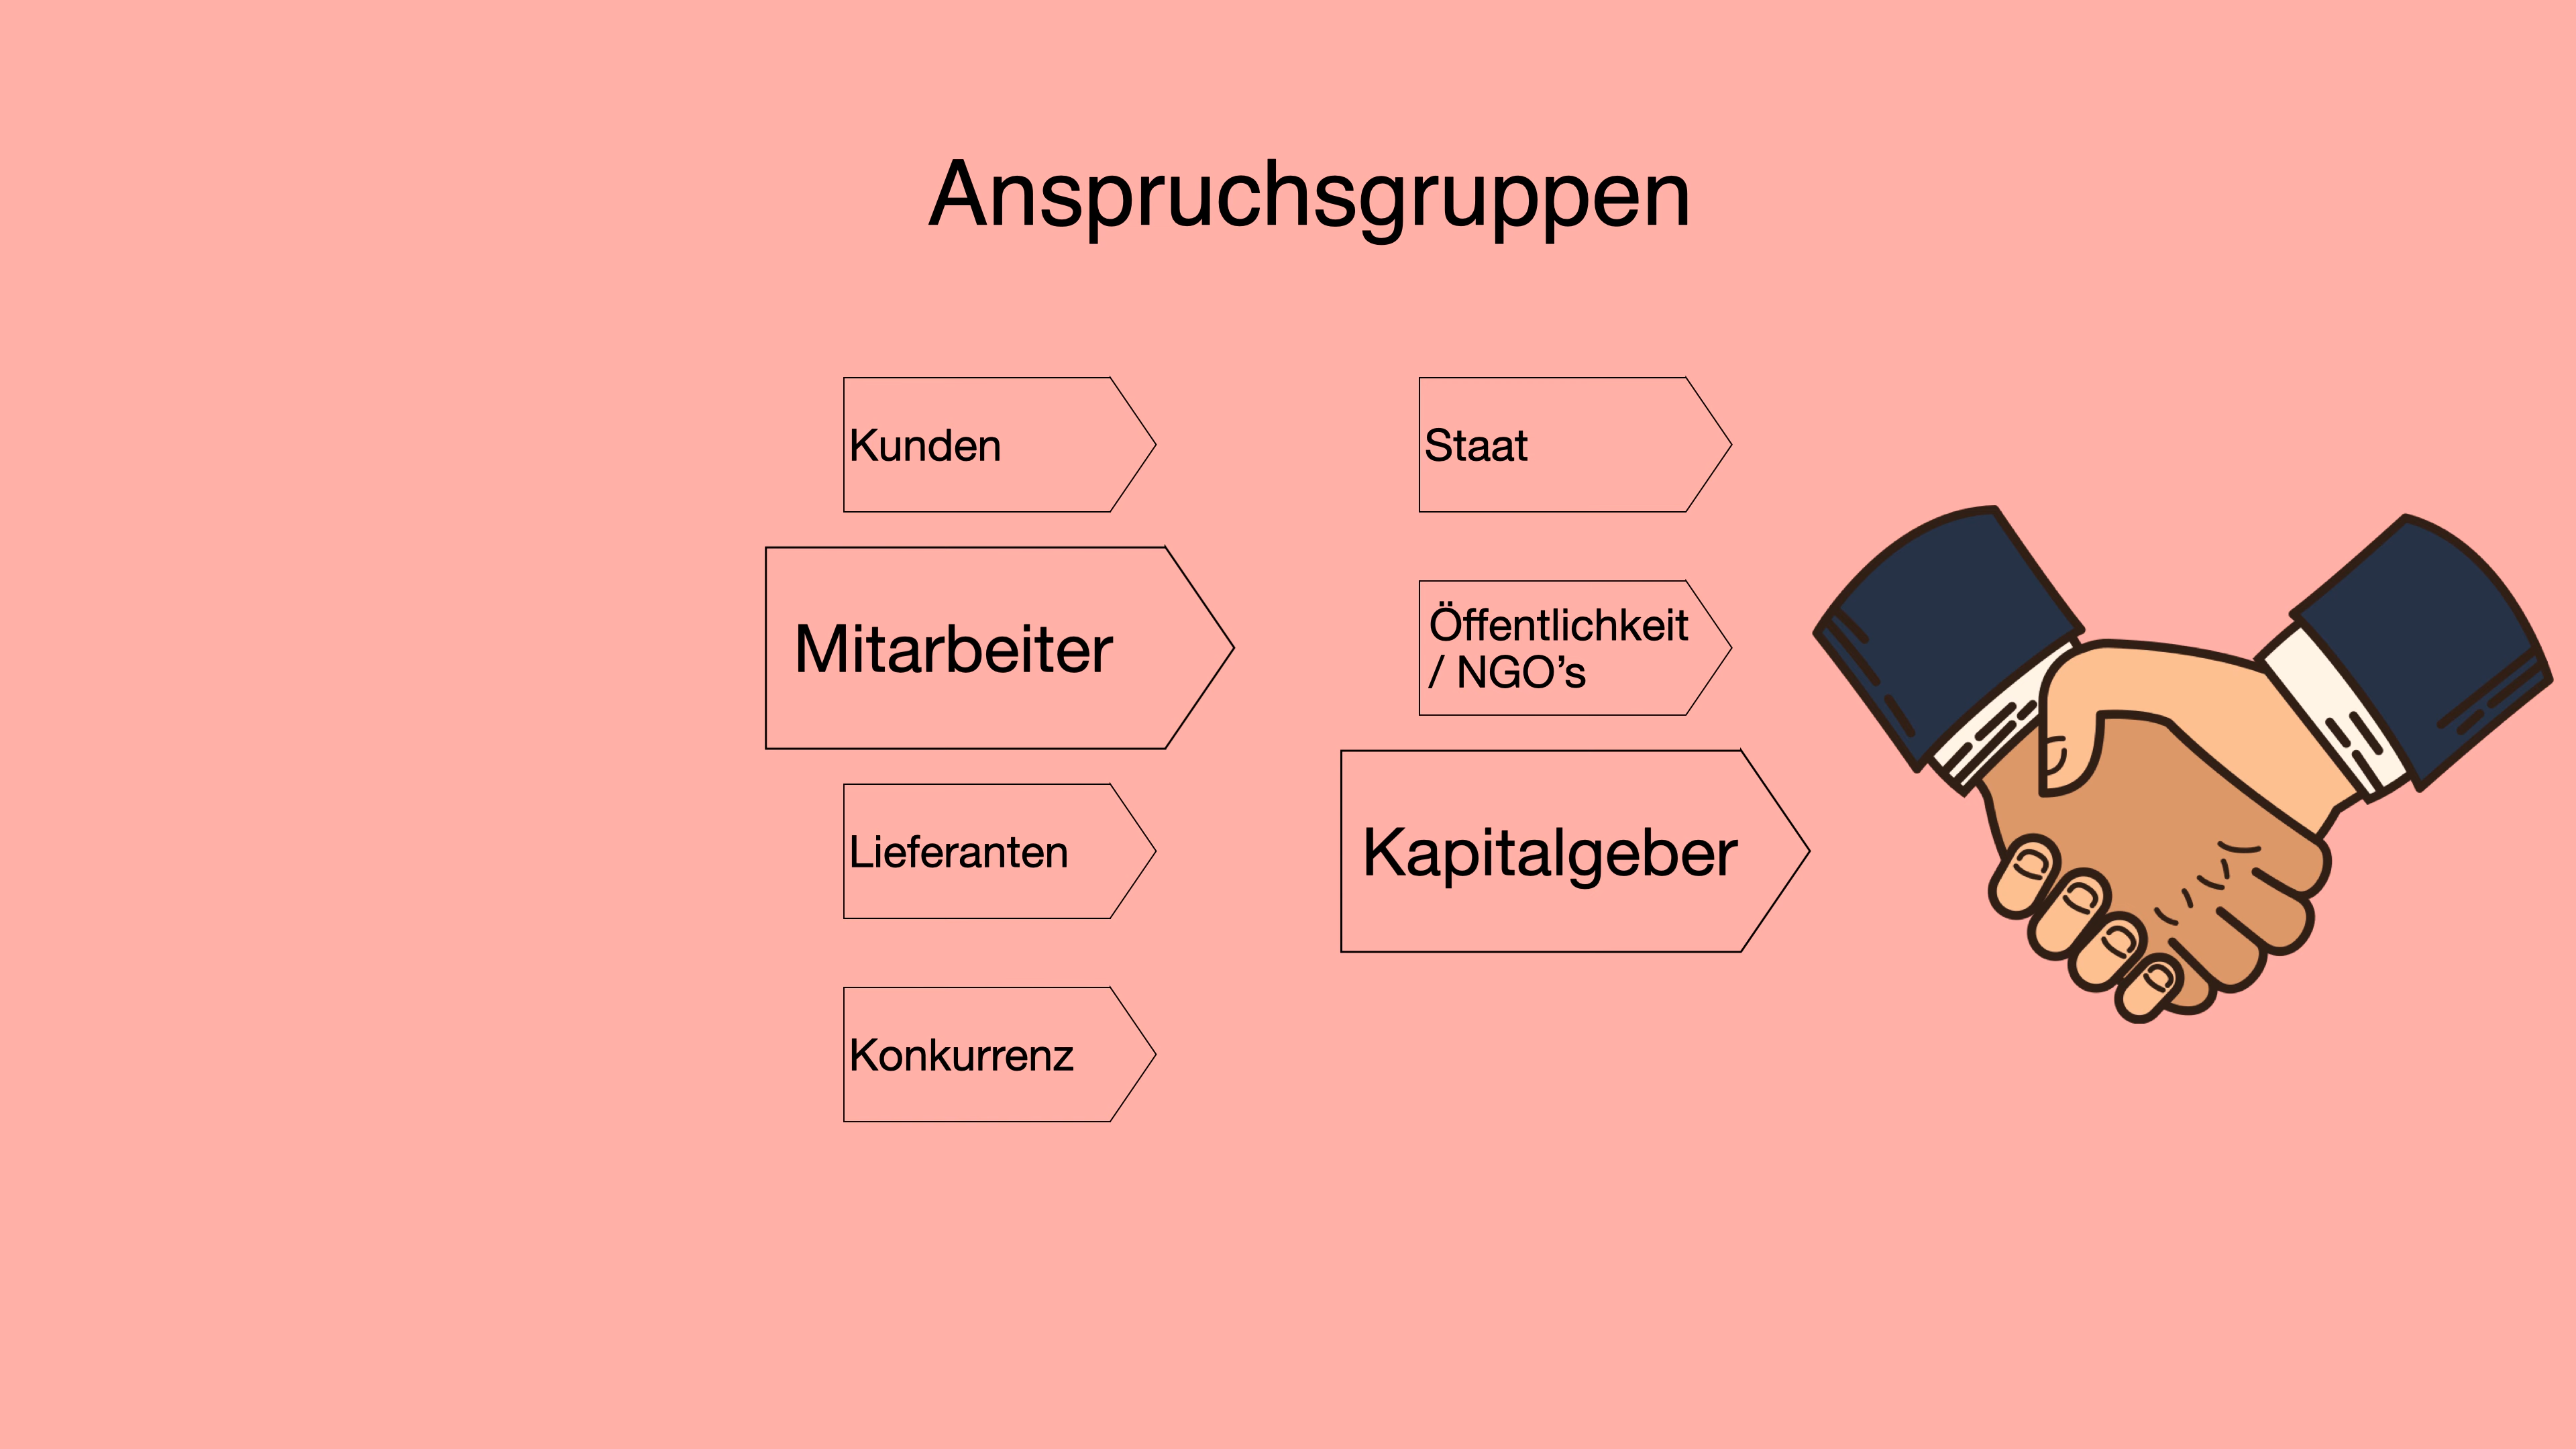 Anspruchsgruppen
Kunden
Mitarbeiter
Lieferanten
Konkurrenz
Staat
Öffentlichkeit
/ NGO’s
Kapitalgeber